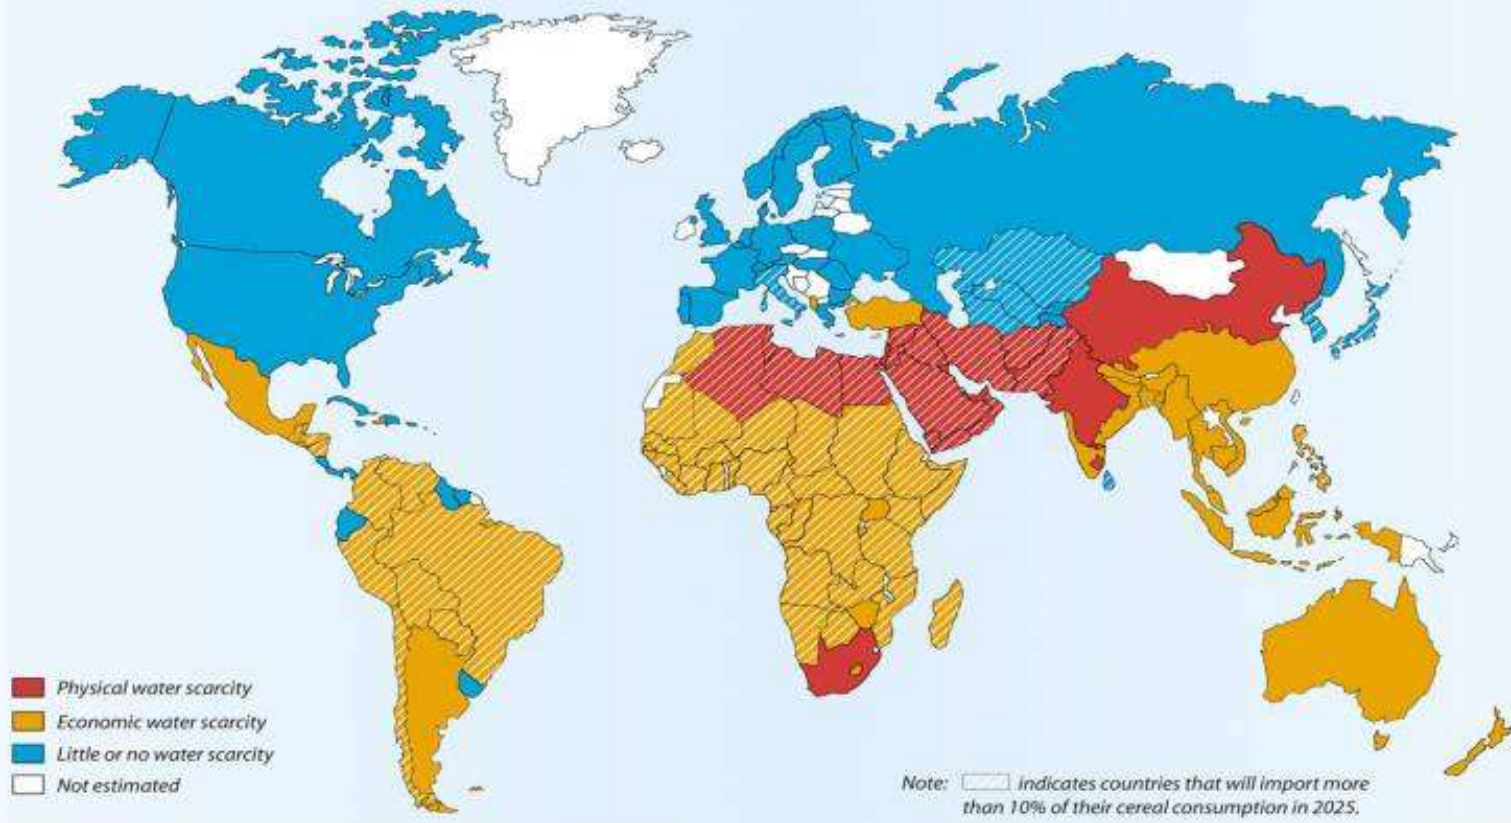 Physical water scarcity
Economic water scarcity
Little or no water scarcity
Not estimated
Note: indicates countries that will import more
than 10% of their cereal consumption in 2025.